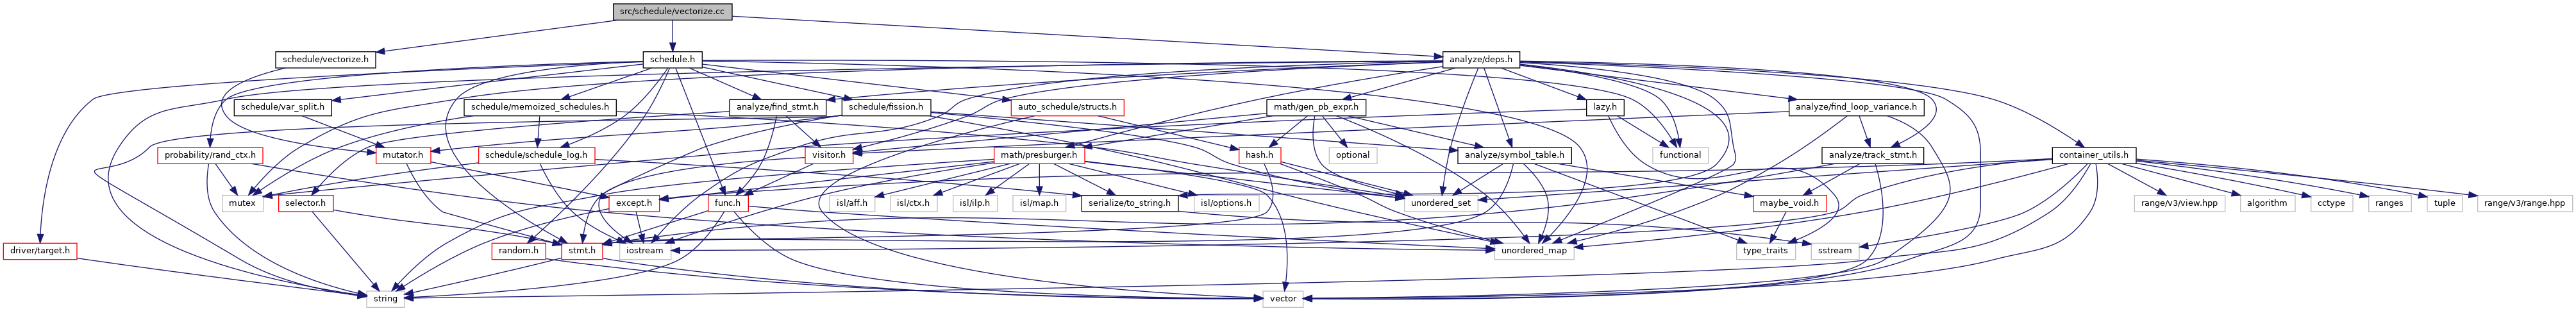 src/schedule/vectorize.cc
schedule/vectorize.h
schedule.h
analyze/deps.h
schedule/var_split.h
schedule/memoized_schedules.h
analyze/find_stmt.h
schedule/fission.h
auto_schedule/structs.h
math/gen_pb_expr.h
lazy.h
analyze/find_loop_variance.h
probability/rand_ctx.h
mutator.h
schedule/schedule_log.h
visitor.h
math/presburger.h
hash.h
optional
analyze/symbol_table.h
functional
analyze/track_stmt.h
container_utils.h
mutex
selector.h
except.h
func.h
isl/aff.h
isl/ctx.h
isl/ilp.h
isl/map.h
serialize/to_string.h
isl/options.h
unordered_set
maybe_void.h
range/v3/view.hpp
algorithm
cctype
ranges
tuple
range/v3/range.hpp
driver/target.h
random.h
stmt.h
iostream
unordered_map
type_traits
sstream
string
vector